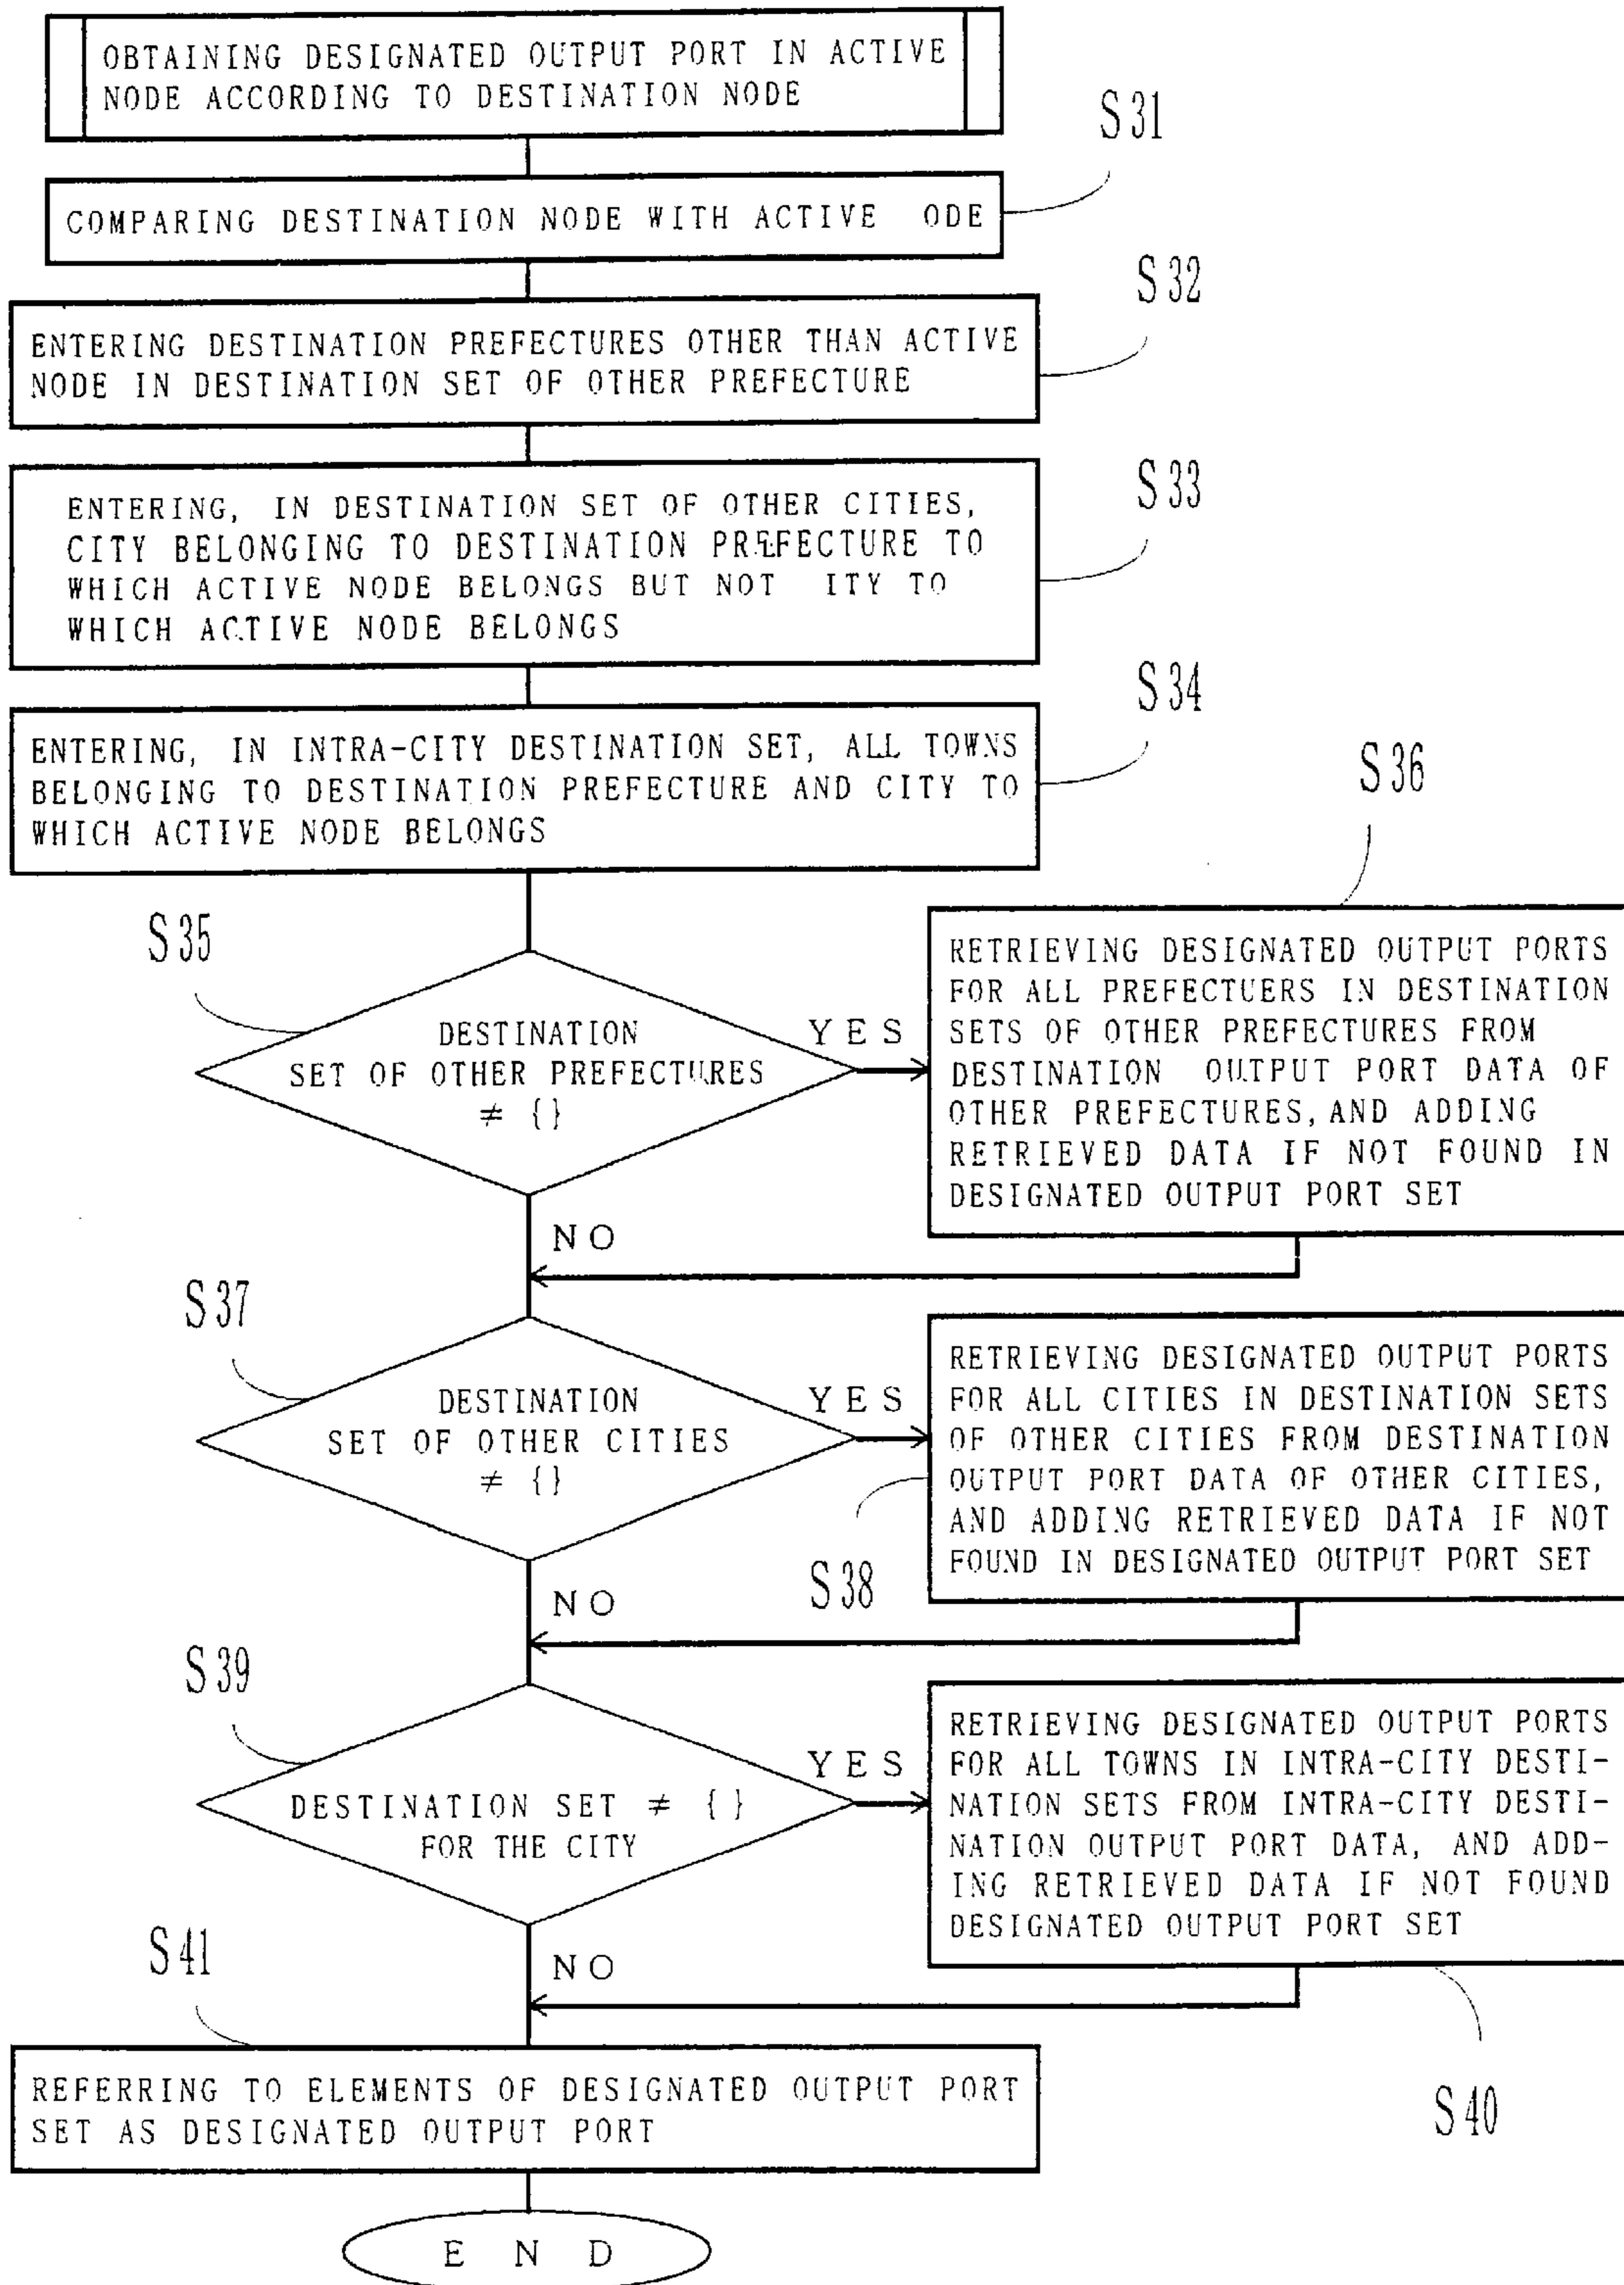 OBTAINING DESIGNATED OUTPUT PORT IN ACTIVE
NODE ACCORDING TO DESTINATION NODE
S31
COMPARING DESTINATION NODE WITH ACTIVE ODE
S32
ENTERING DESTINATION PREFECTURES OTHER THAN ACTIVE
NODE IN DESTINATION SET OF OTHER PREFECTURE
S33
ENTERING, IN DESTINATION SET OF OTHER CITIES,
CITY BELONGING TO DESTINATION PREFECTURE TO
WHICH ACTIVE NODE BELONGS BUT NOT ITY TO
WHICH ACTIVE NODE BELONGS
S34
ENTERING, IN INTRA-CITY DESTINATION SET, ALL TOWNS
BELONGING TO DESTINATION PREFECTURE AND CITY TO
WHICH ACTIVE NODE BELONGS
S35
DESTINATION
SET OF OTHER PREFECTURES
≠ {}
YES
NO
S36
RETRIEVING DESIGNATED OUTPUT PORTS
FOR ALL PREFECTUERS IN DESTINATION
SETS OF OTHER PREFECTURES FROM
DESTINATION OUTPUT PORT DATA OF
OTHER PREFECTURES, AND ADDING
RETRIEVED DATA IF NOT FOUND IN
DESIGNATED OUTPUT PORT SET
S37
DESTINATION
SET OF OTHER CITIES
≠ {}
YES
NO
S38
RETRIEVING DESIGNATED OUTPUT PORTS
FOR ALL CITIES IN DESTINATION SETS
OF OTHER CITIES FROM DESTINATION
OUTPUT PORT DATA OF OTHER CITIES,
AND ADDING RETRIEVED DATA IF NOT
FOUND IN DESIGNATED OUTPUT PORT SET
S39
DESTINATION SET ≠ { }
FOR THE CITY
YES
NO
RETRIEVING DESIGNATED OUTPUT PORTS
FOR ALL TOWNS IN INTRA-CITY DESTI-
NATION SETS FROM INTRA-CITY DESTI-
NATION OUTPUT PORT DATA, AND ADD-
ING RETRIEVED DATA IF NOT FOUND
DESIGNATED OUTPUT PORT SET
S40
S41
REFERRING TO ELEMENTS OF DESIGNATED OUTPUT PORT
SET AS DESIGNATED OUTPUT PORT
END